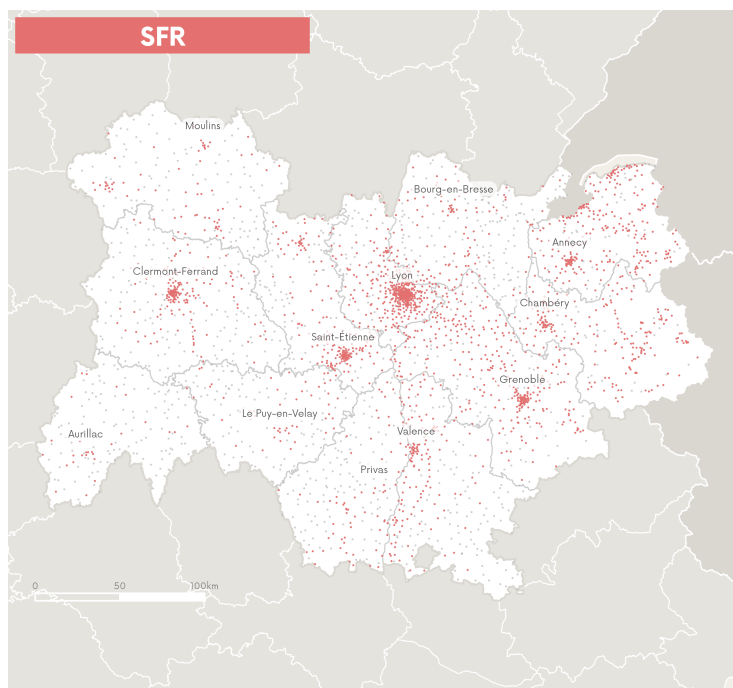 SFR
Moulins
Bourg-en-Bresse
Annecy
Clermont-Ferrand
Lyon
Chambéry
Saint-Étienne
Grenoble
Le Puy-en-Velay
Aurillac
Valence
Privas
0 50 100km